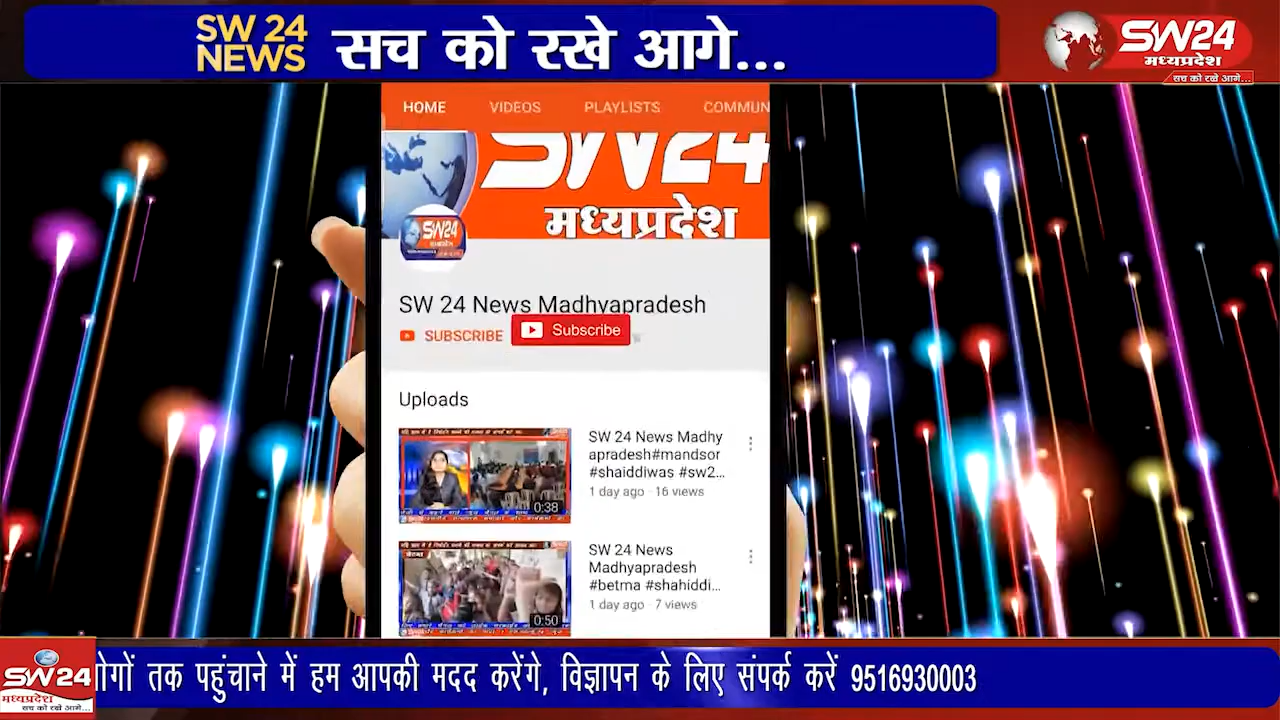 SW 24
NEWS
सच को रखे आगे...
SW24
मध्यप्रदेश
सच को रखे आगे...
HOME VIDEOS PLAYLISTS COMMUN
SW24
मध्यप्रदेश
SW24
SW 24 News Madhyapradesh
SUBSCRIBE
Subscribe
Uploads
SW 24 News Madhy
apradesh#mandsor
#shaiddiwas #sw2...
1 day ago · 16 views
0:38
SW 24 News
Madhyapradesh
#betma #shahiddi...
1 day ago · 7 views
0:50
SW24
मध्यप्रदेश
सच को रखे आगे...
ोगों तक पहुंचाने में हम आपकी मदद करेंगे, विज्ञापन के लिए संपर्क करें 9516930003